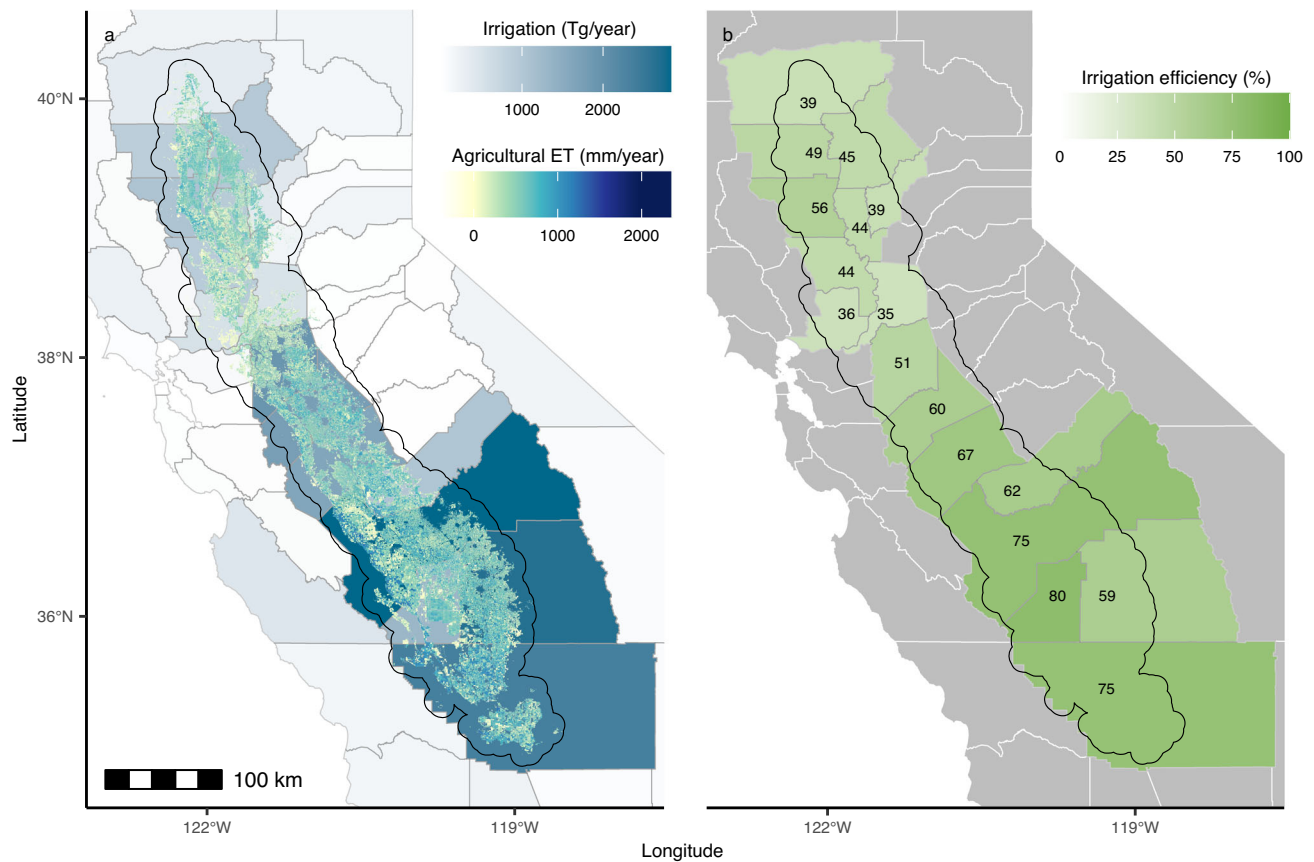 a
Irrigation (Tg/year)
1000 2000
Agricultural ET (mm/year)
0 1000 2000
40°N
38°N
36°N
Latitude
100 km
122°W 119°W
b
Irrigation efficiency (%)
0 25 50 75 100
39
49 45
56 39
44
44
36 35
51
60
67
62
75
80 59
75
122°W 119°W
Longitude